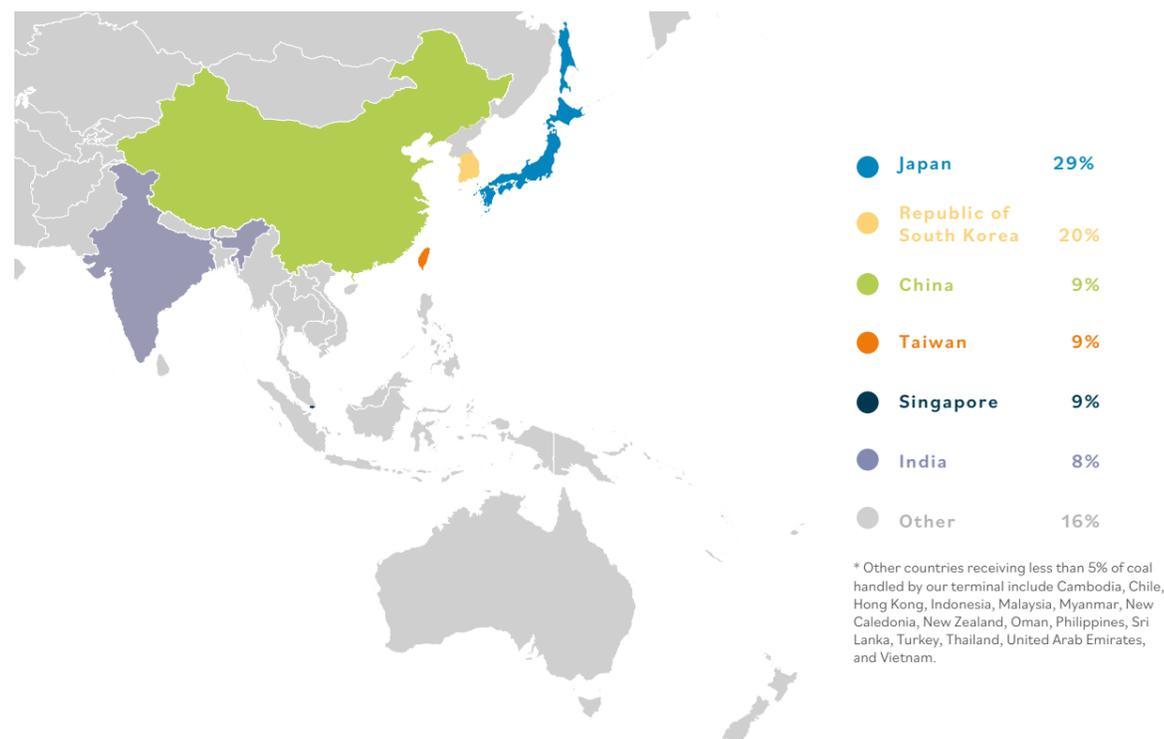 Japan 29%
Republic of
South Korea 20%
China 9%
Taiwan 9%
Singapore 9%
India 8%
Other 16%
* Other countries receiving less than 5% of coal
handled by our terminal include Cambodia, Chile,
Hong Kong, Indonesia, Malaysia, Myanmar, New
Caledonia, New Zealand, Oman, Philippines, Sri
Lanka, Turkey, Thailand, United Arab Emirates,
and Vietnam.